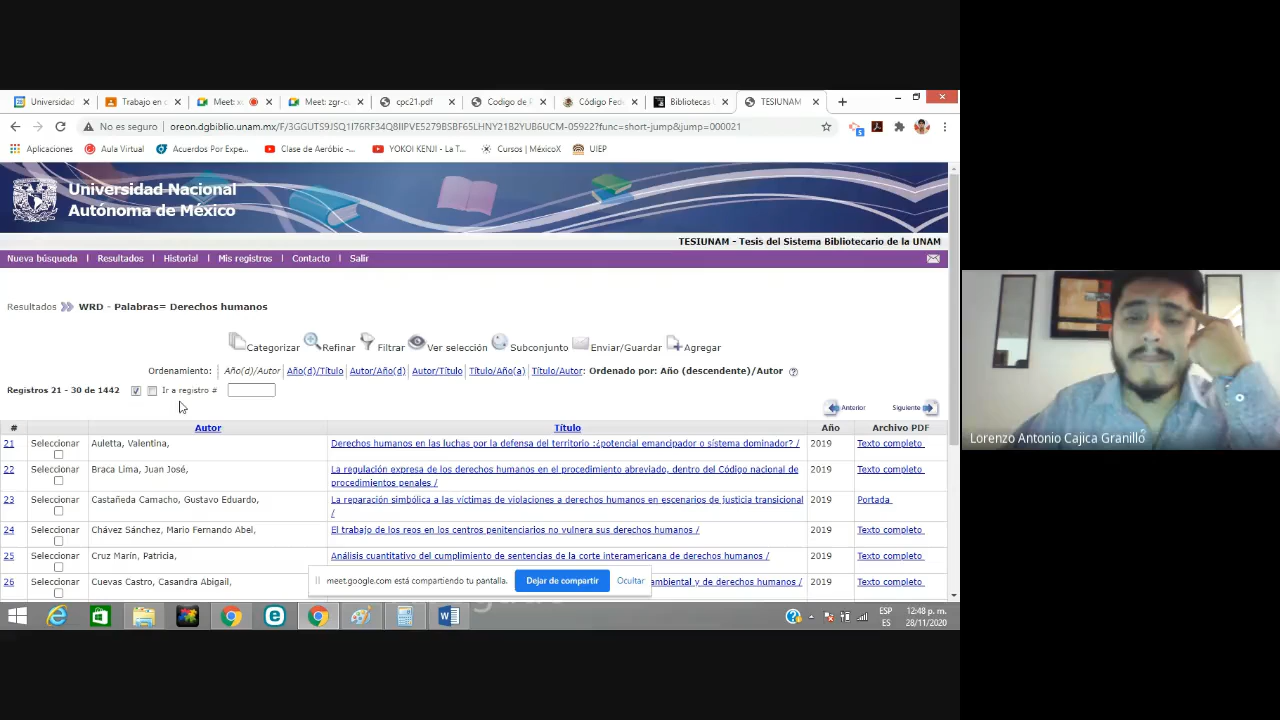 Universidad
Trabajo en c
Meet: x
Meet: zgr-c
cpc21.pdf
Codigo de F
Código Fede
Bibliotecas
TESIUNAM
No es seguro
oreon.dgbiblio.unam.mx/F/3GGUTS9JSQ1I76RF34Q8IIPVE5279BSBF65LHNY21B2YUB6UCM-05922?func=short-jump&jump=000021
Aplicaciones
Aula Virtual
Acuerdos Por Expe...
Clase de Aeróbic -...
YOKOI KENJI - La T...
Cursos | MéxicoX
UIEP
Universidad Nacional
Autónoma de México
TESIUNAM - Tesis del Sistema Bibliotecario de la UNAM
Nueva búsqueda | Resultados | Historial | Mis registros | Contacto | Salir
Resultados WRD - Palabras= Derechos humanos
Categorizar Refinar Filtrar Ver selección Subconjunto Enviar/Guardar Agregar
Ordenamiento: Año(d)/Autor Año(d)/Título Autor/Año(d) Autor/Título Título/Año(a) Título/Autor: Ordenado por: Año (descendente)/Autor
Registros 21 - 30 de 1442 Ir a registro #
Anterior Siguiente
# Autor Título Año Archivo PDF
21 Seleccionar Auletta, Valentina, Derechos humanos en las luchas por la defensa del territorio :¿potencial emancipador o sístema dominador? / 2019 Texto completo
22 Seleccionar Braca Lima, Juan José, La regulación expresa de los derechos humanos en el procedimiento abreviado, dentro del Código nacional de
procedimientos penales / 2019 Texto completo
23 Seleccionar Castañeda Camacho, Gustavo Eduardo, La reparación simbólica a las víctimas de violaciones a derechos humanos en escenarios de justicia transicional
/ 2019 Portada
24 Seleccionar Chávez Sánchez, Mario Fernando Abel, El trabajo de los reos en los centros penitenciarios no vulnera sus derechos humanos / 2019 Texto completo
25 Seleccionar Cruz Marín, Patricia, Análisis cuantitativo del cumplimiento de sentencias de la corte interamericana de derechos humanos / 2019 Texto completo
26 Seleccionar Cuevas Castro, Casandra Abigail, ambiental y de derechos humanos / 2019 Texto completo
meet.google.com está compartiendo tu pantalla. Dejar de compartir Ocultar
ESP
ES
12:48 p. m.
28/11/2020
Lorenzo Antonio Cajica Granillo